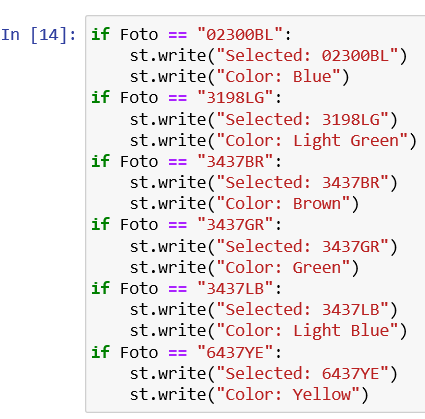 In [14]: if Foto == "02300BL":
    st.write("Selected: 02300BL")
    st.write("Color: Blue")
if Foto == "3198LG":
    st.write("Selected: 3198LG")
    st.write("Color: Light Green")
if Foto == "3437BR":
    st.write("Selected: 3437BR")
    st.write("Color: Brown")
if Foto == "3437GR":
    st.write("Selected: 3437GR")
    st.write("Color: Green")
if Foto == "3437LB":
    st.write("Selected: 3437LB")
    st.write("Color: Light Blue")
if Foto == "6437YE":
    st.write("Selected: 6437YE")
    st.write("Color: Yellow")